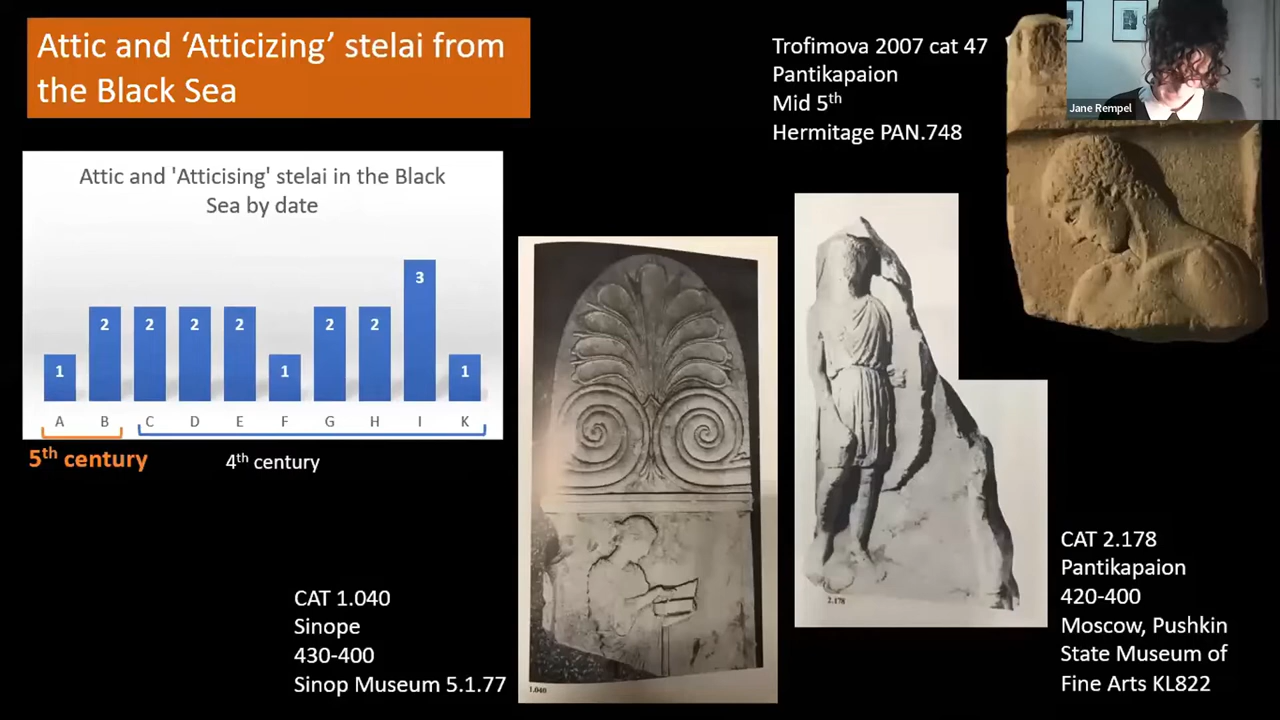 Attic and ‘Atticizing’ stelai from
the Black Sea
Attic and 'Atticising' stelai in the Black
Sea by date
1
2
2
2
2
1
2
2
3
1
A B C D E F G H I K
5th century
4th century
CAT 1.040
Sinope
430-400
Sinop Museum 5.1.77
1.040
Trofimova 2007 cat 47
Pantikapaion
Mid 5th
Hermitage PAN.748
Jane Rempel
2.178
CAT 2.178
Pantikapaion
420-400
Moscow, Pushkin
State Museum of
Fine Arts KL822